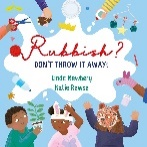 Rubbish?
DON'T THROW IT AWAY!
Linda Newbery
Katie Rewse